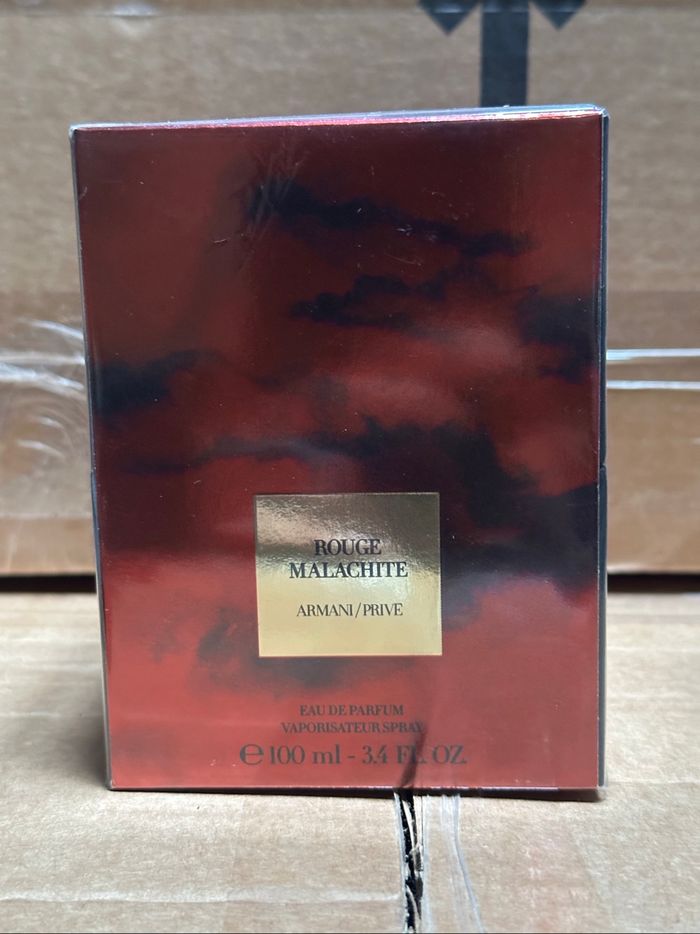 ROUGE
MALACHITE
ARMANI/PRIVE
EAU DE PARFUM
VAPORISATEUR SPRAY
℮ 100 ml - 3.4 FL. OZ.